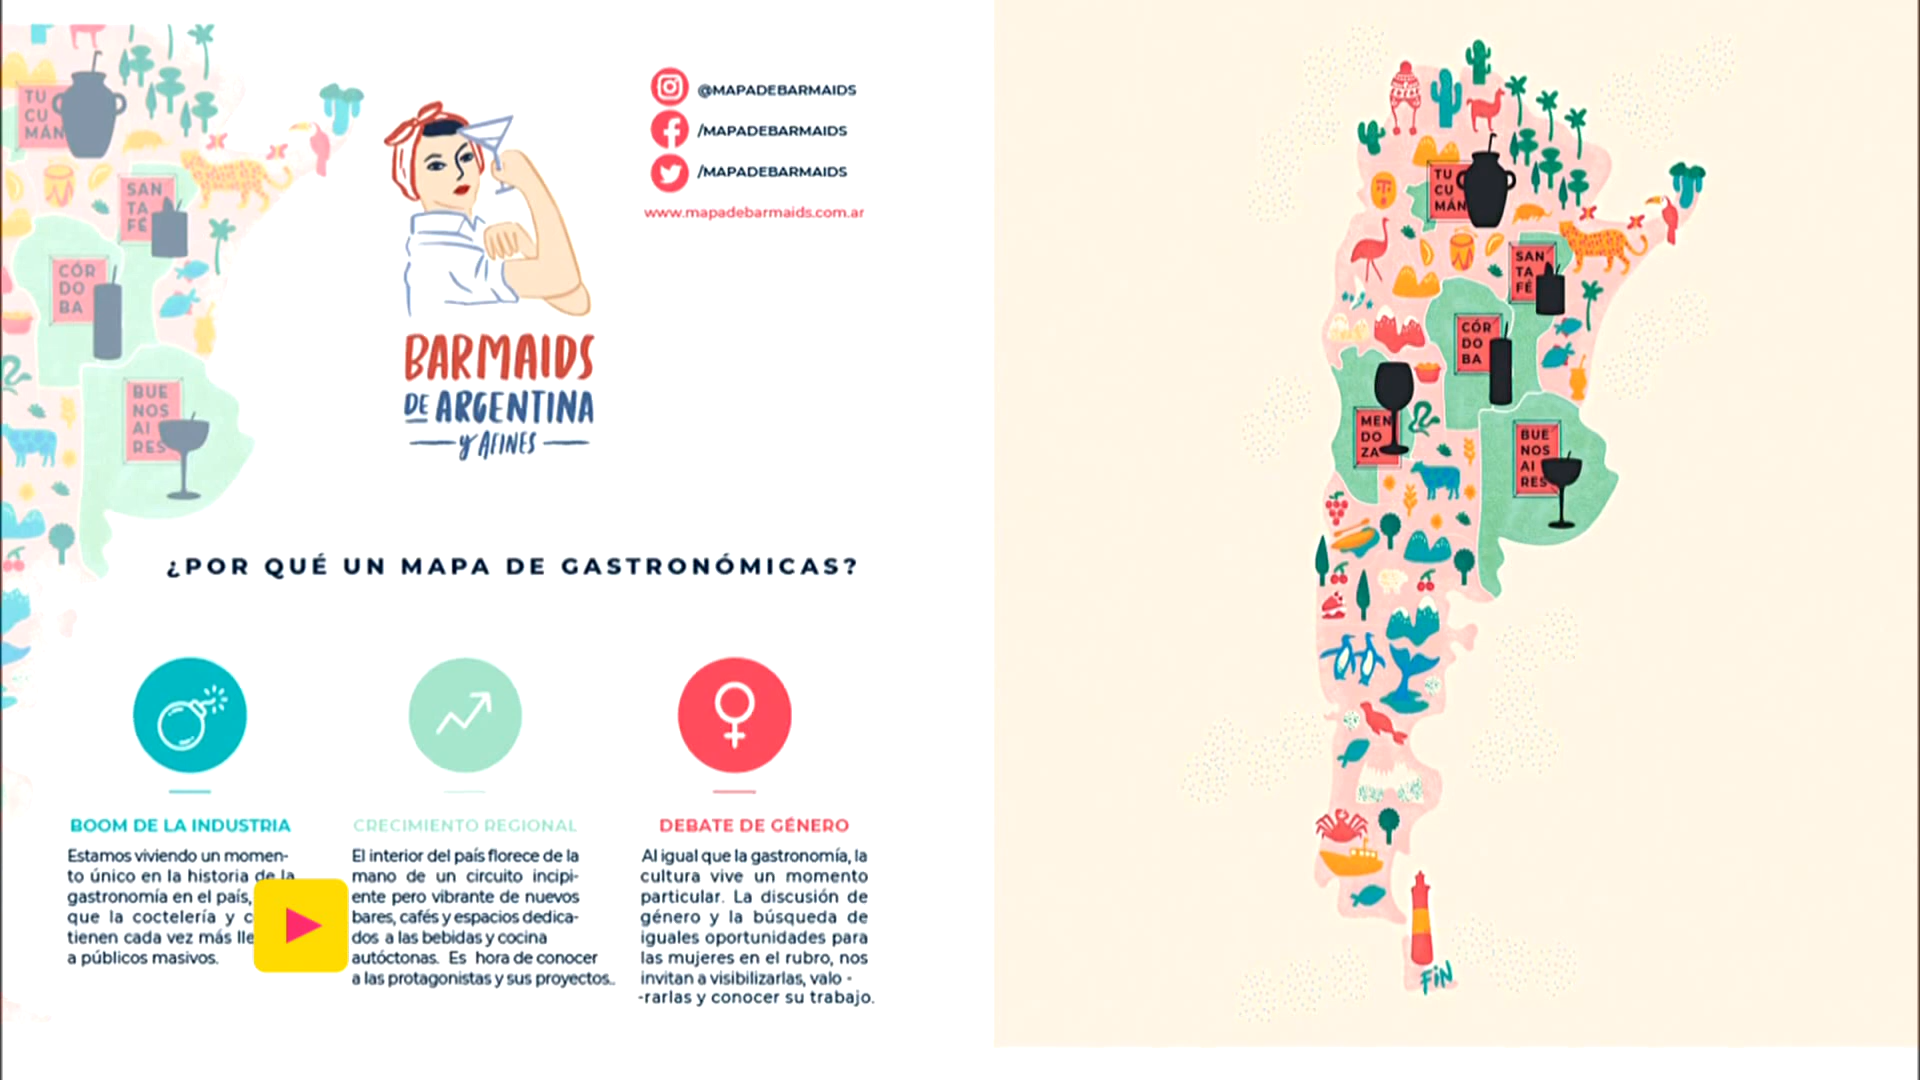 TU
CU
MÁN
SAN
TA
FÉ
CÓR
DO
BA
BUE
NOS
AI
RES
@MAPADEBARMAIDS
/MAPADEBARMAIDS
/MAPADEBARMAIDS
www.mapadebarmaids.com.ar
BARMAIDS
DE ARGENTINA
y AFINES
¿POR QUÉ UN MAPA DE GASTRONÓMICAS?
BOOM DE LA INDUSTRIA
Estamos viviendo un momen-
to único en la historia de la
gastronomía en el país,
que la coctelería y
tienen cada vez más
a públicos masivos.
CRECIMIENTO REGIONAL
El interior del país florece de la
mano de un circuito incipi-
ente pero vibrante de nuevos
bares, cafés y espacios dedica-
dos a las bebidas y cocina
autóctonas. Es hora de conocer
a las protagonistas y sus proyectos..
DEBATE DE GÉNERO
Al igual que la gastronomía, la
cultura vive un momento
particular. La discusión de
género y la búsqueda de
iguales oportunidades para
las mujeres en el rubro, nos
invitan a visibilizarlas, valo -
-rarlas y conocer su trabajo.
TU
CU
MÁN
SAN
TA
FÉ
CÓR
DO
BA
MEN
DO
ZA
BUE
NOS
AI
RES
FIN